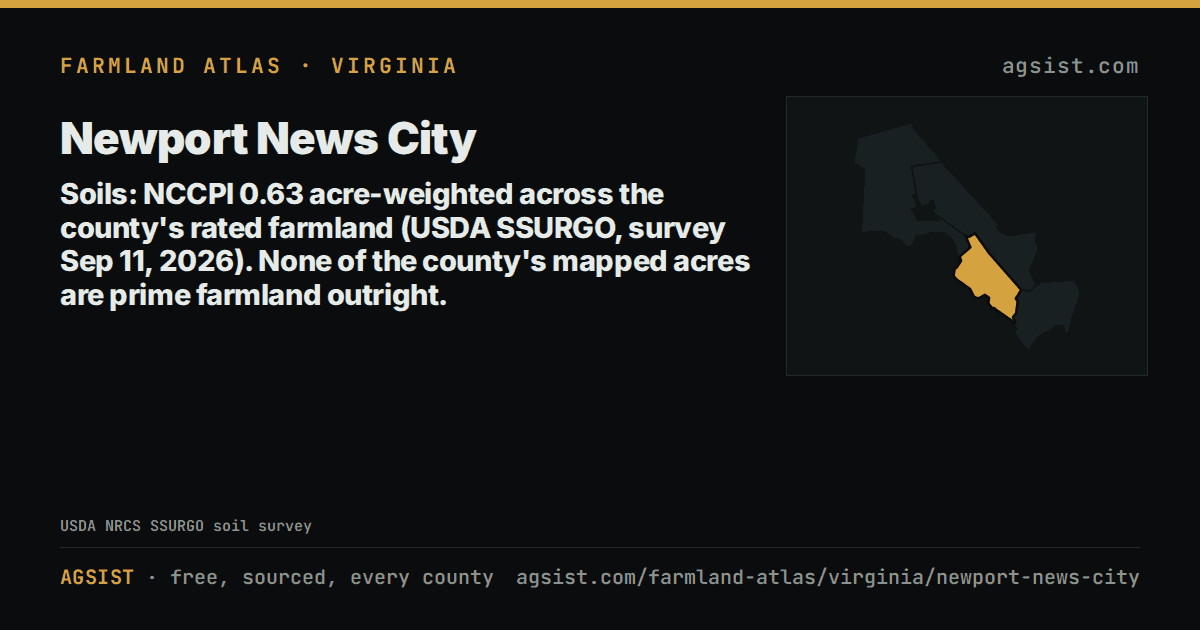 FARMLAND ATLAS · VIRGINIA
agsist.com
Newport News City
Soils: NCCPI 0.63 acre-weighted across the
county's rated farmland (USDA SSURGO, survey
Sep 11, 2026). None of the county's mapped acres
are prime farmland outright.
USDA NRCS SSURGO soil survey
AGSIST · free, sourced, every county
agsist.com/farmland-atlas/virginia/newport-news-city